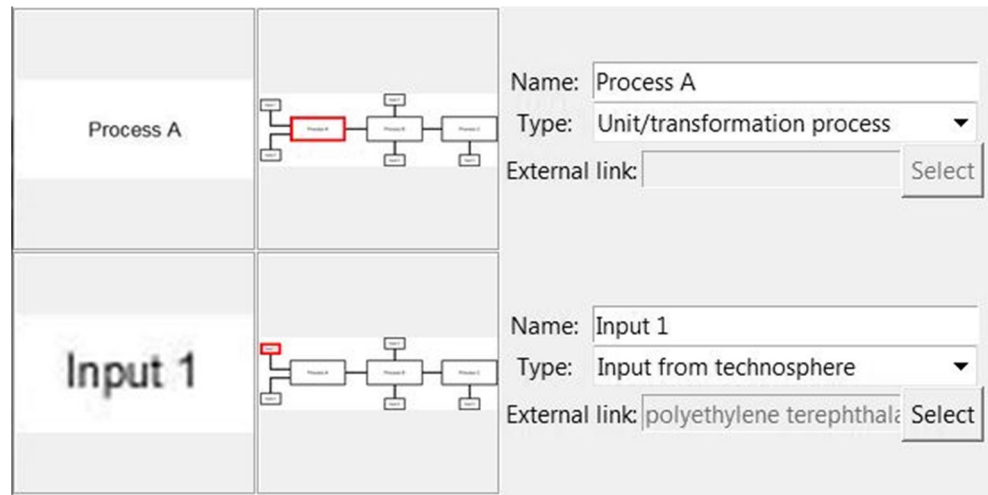 Process A
Name: Process A
Type: Unit/transformation process
External link: Select
Input 1
Name: Input 1
Type: Input from technosphere
External link: polyethylene terephthala Select